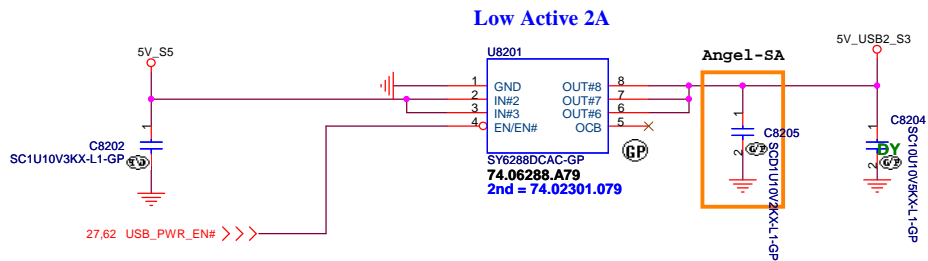 Low Active 2A
5V_S5
U8201
Angel-SA
5V_USB2_S3
1 GND OUT#8 8
2 IN#2 OUT#7 7
3 IN#3 OUT#6 6
4 EN/EN# OCB 5
1
C8202
SC1U10V3KX-L1-GP
2
SY6288DCAC-GP
74.06288.A79
2nd = 74.02301.079
GP
1
C8205
2
SCD1U10V2KX-L1-GP
1
C8204
DY
2
SC10U10V5KX-L1-GP
27,62 USB_PWR_EN#